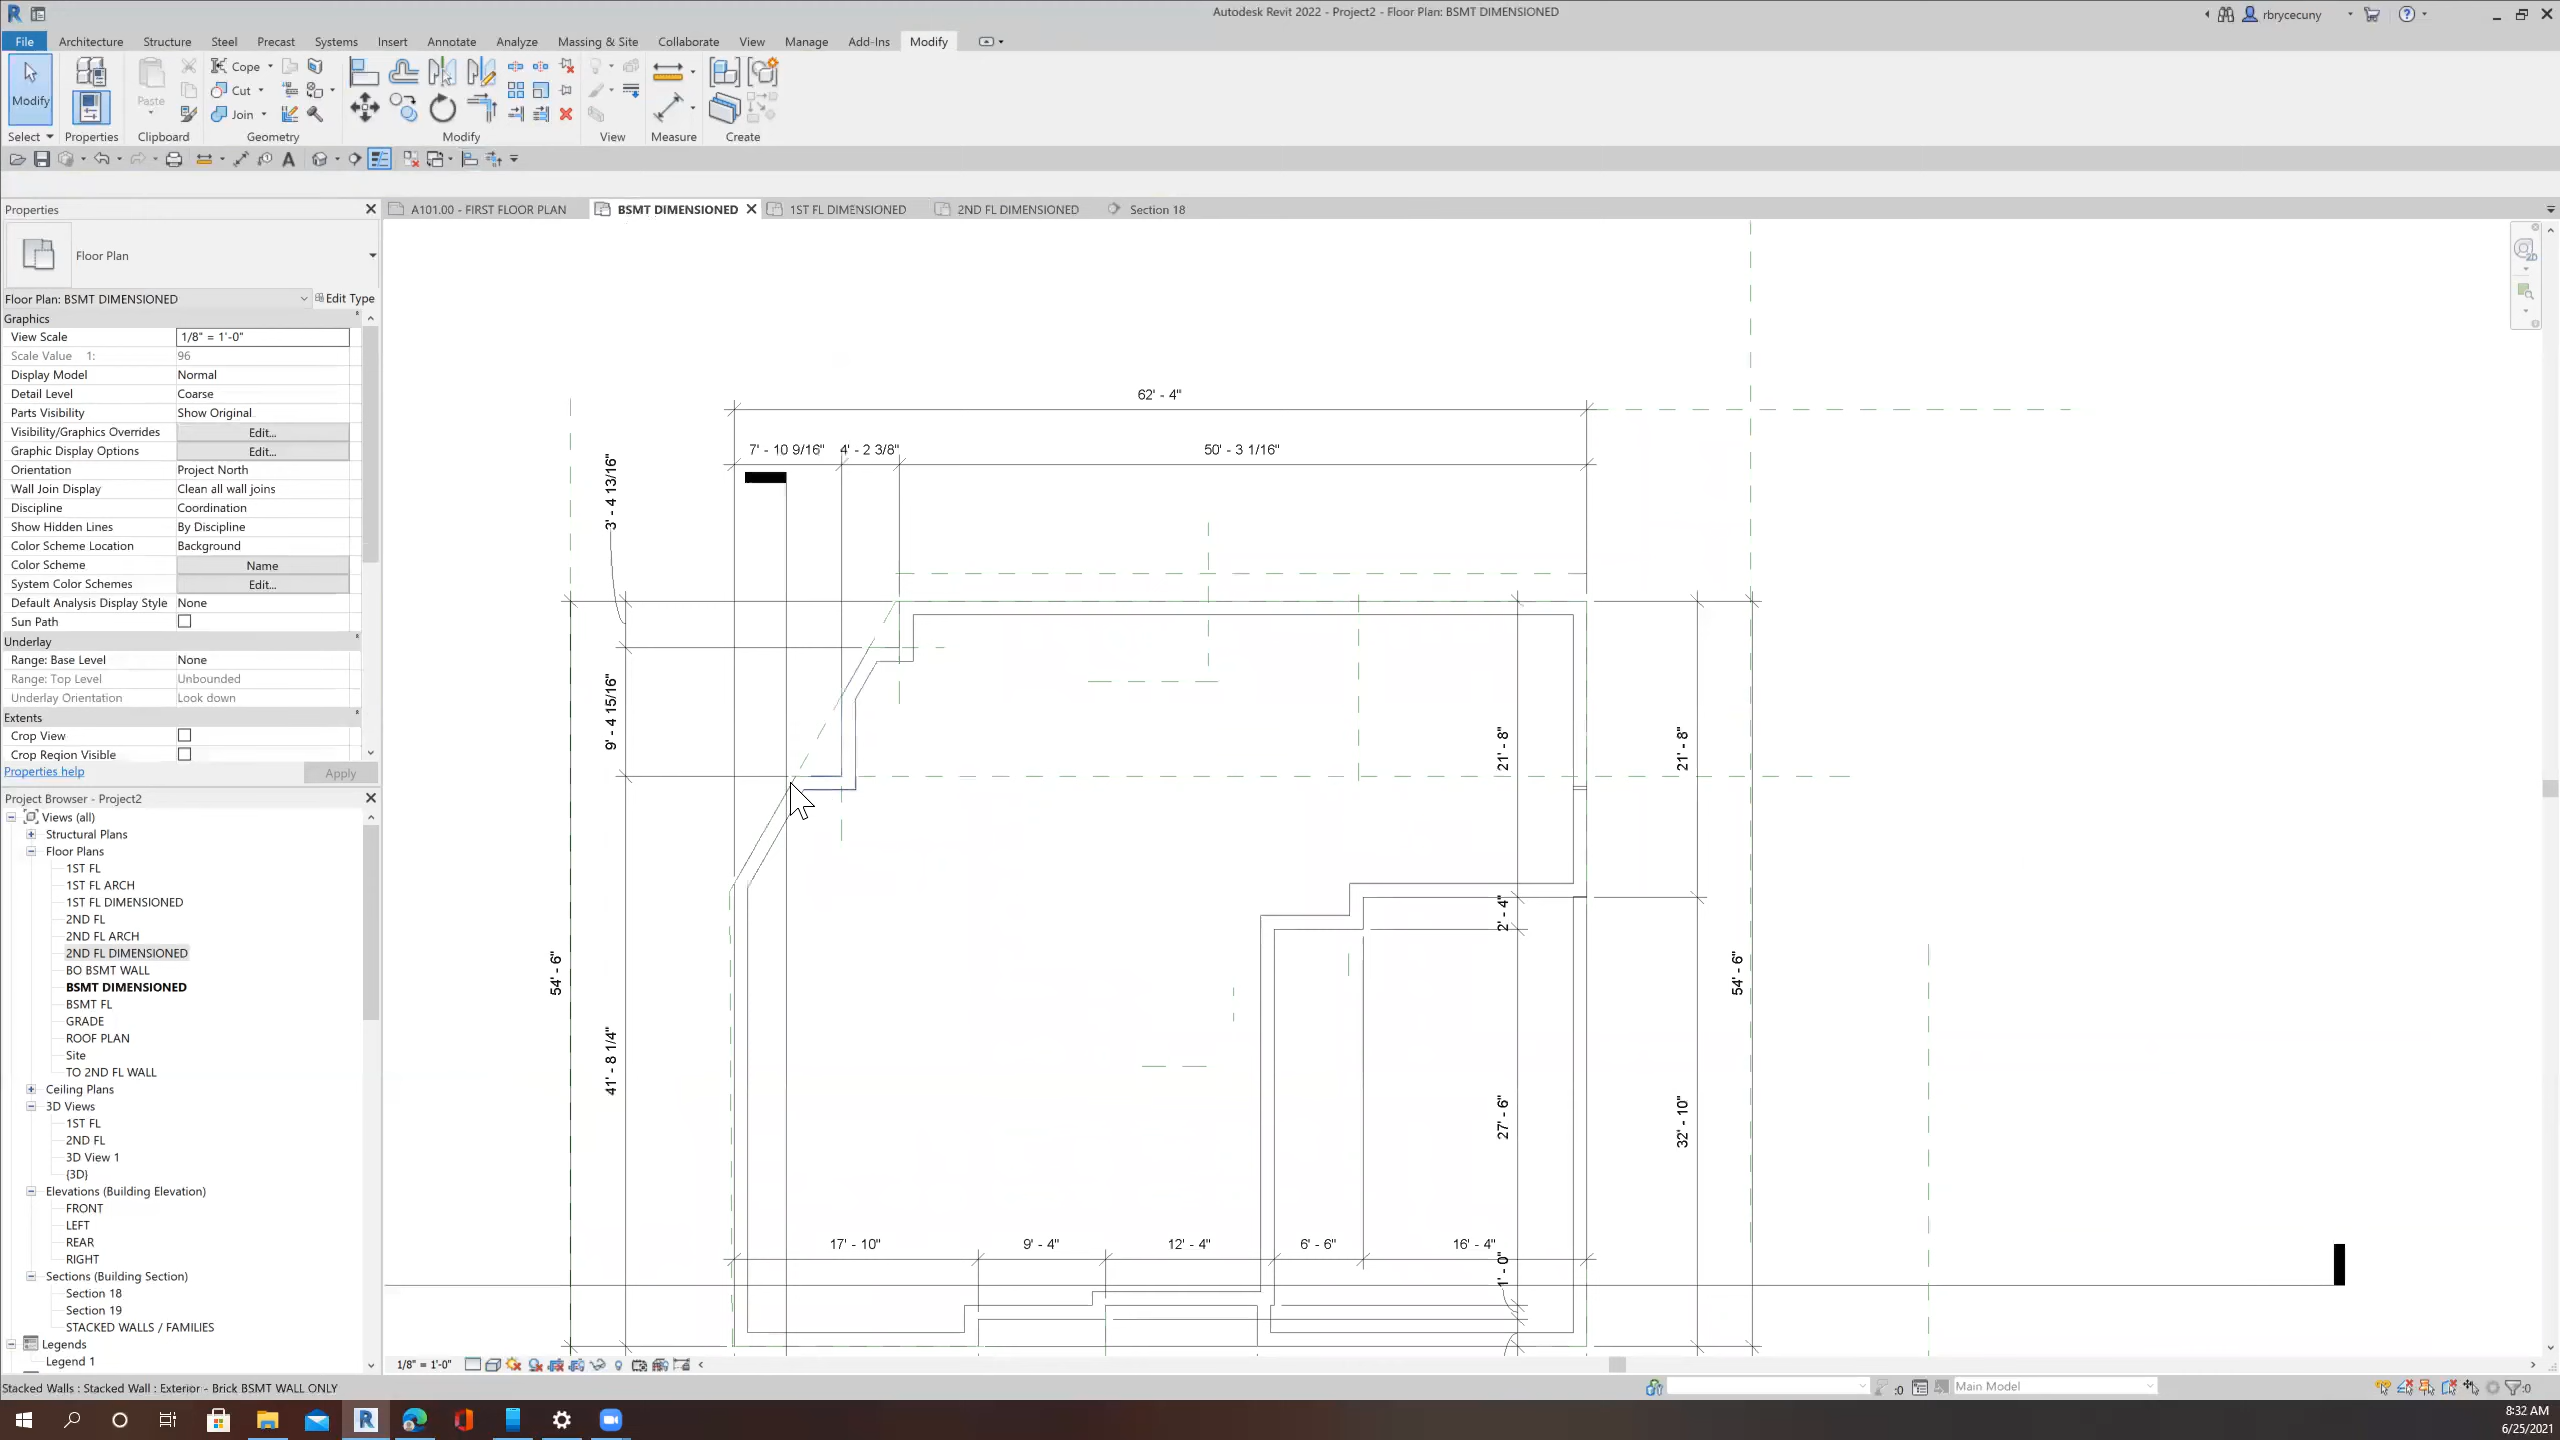 Autodesk Revit 2022 - Project2 - Floor Plan: BSMT DIMENSIONED
rbrycecuny
File Architecture Structure Steel Precast Systems Insert Annotate Analyze Massing & Site Collaborate View Manage Add-Ins Modify
Modify
Paste
Cope
Cut
Join
Select Properties Clipboard Geometry Modify View Measure Create
Properties
A101.00 - FIRST FLOOR PLAN BSMT DIMENSIONED 1ST FL DIMENSIONED 2ND FL DIMENSIONED Section 18
Floor Plan
Floor Plan: BSMT DIMENSIONED Edit Type
Graphics
View Scale 1/8" = 1'-0"
Scale Value 1: 96
Display Model Normal
Detail Level Coarse
Parts Visibility Show Original
Visibility/Graphics Overrides Edit...
Graphic Display Options Edit...
Orientation Project North
Wall Join Display Clean all wall joins
Discipline Coordination
Show Hidden Lines By Discipline
Color Scheme Location Background
Color Scheme Name
System Color Schemes Edit...
Default Analysis Display Style None
Sun Path
Underlay
Range: Base Level None
Range: Top Level Unbounded
Underlay Orientation Look down
Extents
Crop View
Crop Region Visible
Properties help Apply
Project Browser - Project2
Views (all)
Structural Plans
Floor Plans
1ST FL
1ST FL ARCH
1ST FL DIMENSIONED
2ND FL
2ND FL ARCH
2ND FL DIMENSIONED
BO BSMT WALL
BSMT DIMENSIONED
BSMT FL
GRADE
ROOF PLAN
Site
TO 2ND FL WALL
Ceiling Plans
3D Views
1ST FL
2ND FL
3D View 1
{3D}
Elevations (Building Elevation)
FRONT
LEFT
REAR
RIGHT
Sections (Building Section)
Section 18
Section 19
STACKED WALLS / FAMILIES
Legends
Legend 1
62' - 4"
7' - 10 9/16" 4' - 2 3/8" 50' - 3 1/16"
3' - 4 13/16"
9' - 4 15/16"
21' - 8"
21' - 8"
2' - 4"
54' - 6"
54' - 6"
41' - 8 1/4"
27' - 6"
32' - 10"
17' - 10" 9' - 4" 12' - 4" 6' - 6" 16' - 4"
1' - 0"
1/8" = 1'-0"
Stacked Walls : Stacked Wall : Exterior - Brick BSMT WALL ONLY
:0
Main Model
:0
8:32 AM
6/25/2021